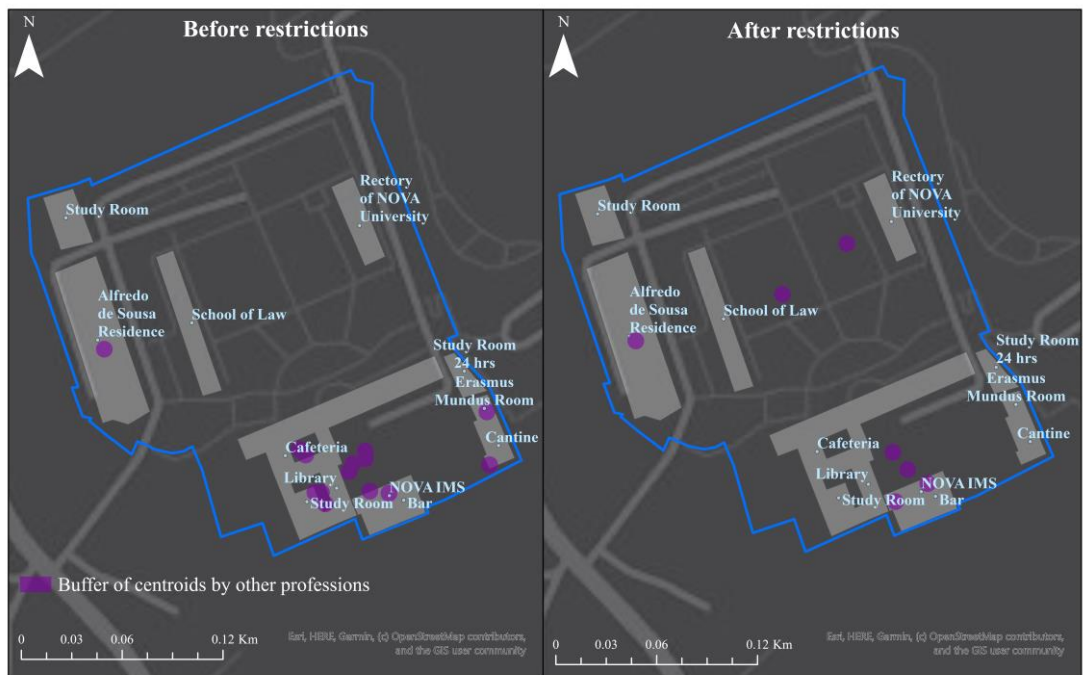 N
Before restrictions
Study Room
Rectory
of NOVA
University
Alfredo
de Sousa
Residence
School of Law
Study Room
24 hrs
Erasmus
Mundus Room
Cafeteria
Cantine
Library
NOVA IMS
Study Room
Bar
Buffer of centroids by other professions
0 0.03 0.06 0.12 Km
Esri, HERE, Garmin, (c) OpenStreetMap contributors,
and the GIS user community
N
After restrictions
Study Room
Rectory
of NOVA
University
Alfredo
de Sousa
Residence
School of Law
Study Room
24 hrs
Erasmus
Mundus Room
Cafeteria
Cantine
Library
NOVA IMS
Study Room
Bar
0 0.03 0.06 0.12 Km
Esri, HERE, Garmin, (c) OpenStreetMap contributors,
and the GIS user community